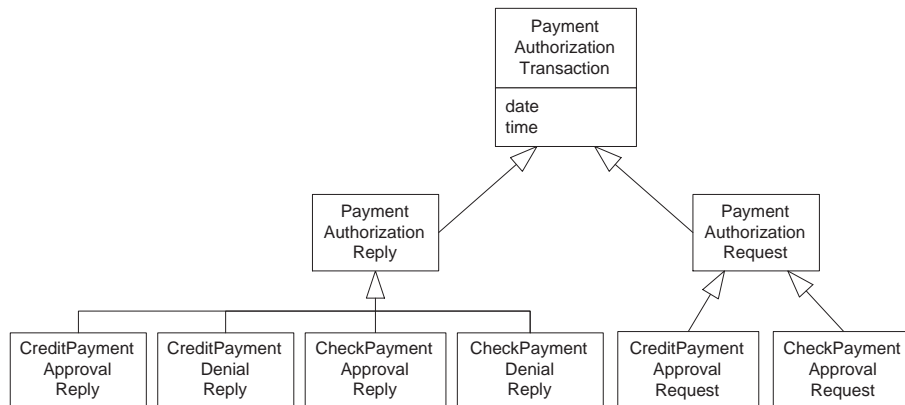 Payment
Authorization
Transaction
date
time
Payment
Authorization
Reply
Payment
Authorization
Request
CreditPayment
Approval
Reply
CreditPayment
Denial
Reply
CheckPayment
Approval
Reply
CheckPayment
Denial
Reply
CreditPayment
Approval
Request
CheckPayment
Approval
Request